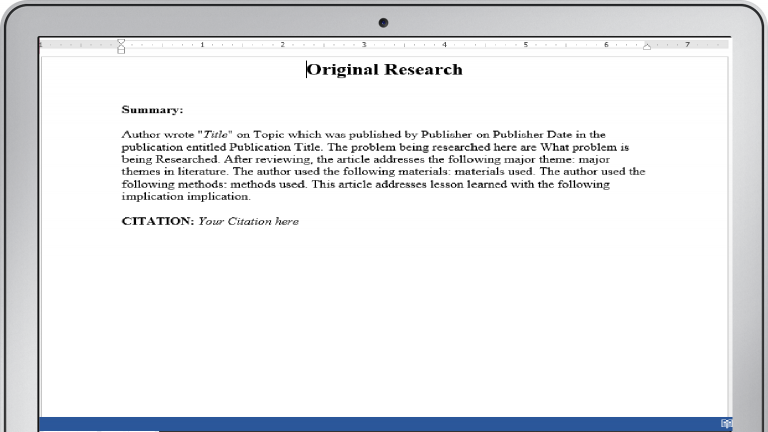 1 1 2 3 4 5 6 7
Original Research
Summary:
Author wrote "Title" on Topic which was published by Publisher on Publisher Date in the
publication entitled Publication Title. The problem being researched here are What problem is
being Researched. After reviewing, the article addresses the following major theme: major
themes in literature. The author used the following materials: materials used. The author used the
following methods: methods used. This article addresses lesson learned with the following
implication implication.
CITATION: Your Citation here